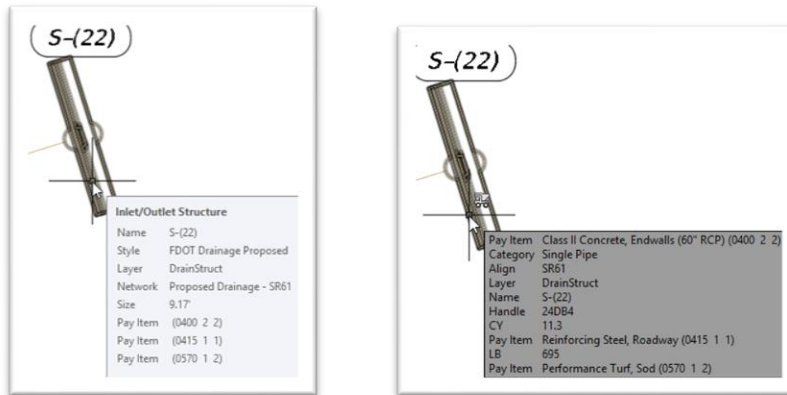 S-(22)
Inlet/Outlet Structure
Name S-(22)
Style FDOT Drainage Proposed
Layer DrainStruct
Network Proposed Drainage - SR61
Size 9.17'
Pay Item (0400 2 2)
Pay Item (0415 1 1)
Pay Item (0570 1 2)
S-(22)
Pay Item Class II Concrete, Endwalls (60" RCP) (0400 2 2)
Category Single Pipe
Align SR61
Layer DrainStruct
Name S-(22)
Handle 24DB4
CY 11.3
Pay Item Reinforcing Steel, Roadway (0415 1 1)
LB 695
Pay Item Performance Turf, Sod (0570 1 2)